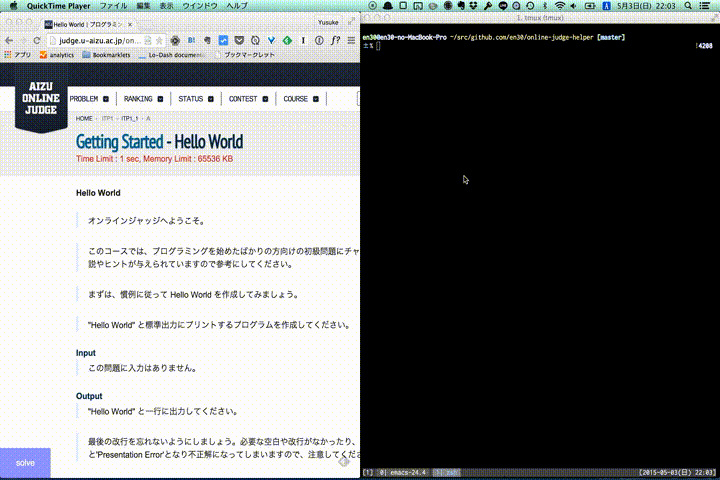 QuickTime Player ファイル 編集 表示 ウインドウ ヘルプ
5月3日(日) 22:03
Hello World | プログラミン
Yusuke
judge.u-aizu.ac.jp/on
アプリ analytics Bookmarklets Lo-Dash documen ブックマークレット
AIZU
ONLINE
JUDGE
PROBLEM RANKING STATUS CONTEST COURSE
HOME ITP1 ITP1_1 A
Getting Started - Hello World
Time Limit : 1 sec, Memory Limit : 65536 KB
Hello World
オンラインジャッジへようこそ。
このコースでは、プログラミングを始めたばかりの方向けの初級問題にチャ
説やヒントが与えられていますので参考にしてください。
まずは、慣例に従って Hello World を作成してみましょう。
"Hello World" と標準出力にプリントするプログラムを作成してください。
Input
この問題に入力はありません。
Output
"Hello World" と一行に出力してください。
最後の改行を忘れないようにしましょう。必要な空白や改行がなかったり、
と'Presentation Error'となり不正解になってしまいますので、注意してくださ
solve
1. tmux (tmux)
en30@en30-no-MacBook-Pro ~/src/github.com/en30/online-judge-helper [master]
±% !4208
[1] 0| emacs-24.4 1| zsh [2015-05-03(日) 22:03]